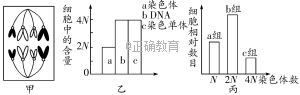 细胞中的含量
4N
2N
0
a b c
a染色体
b DNA
c染色单体
©正确教育
细胞相对数目
a组
b组
c组
N 2N 4N 染色体数
甲
乙
丙